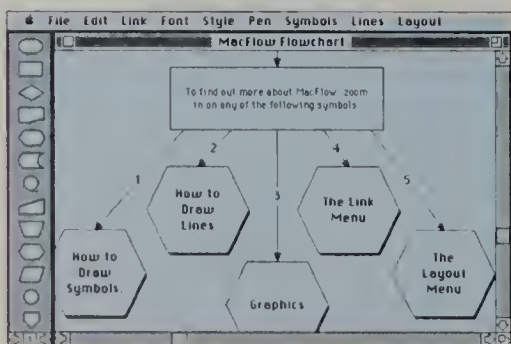 File Edit Link Font Style Pen Symbols Lines Layout
MacFlow Flowchart
To find out more about MacFlow, zoom
in on any of the following symbols
1
2
3
4
5
How to
Draw
Symbols.
How to
Draw
Lines
Graphics
The Link
Menu
The
Layout
Menu